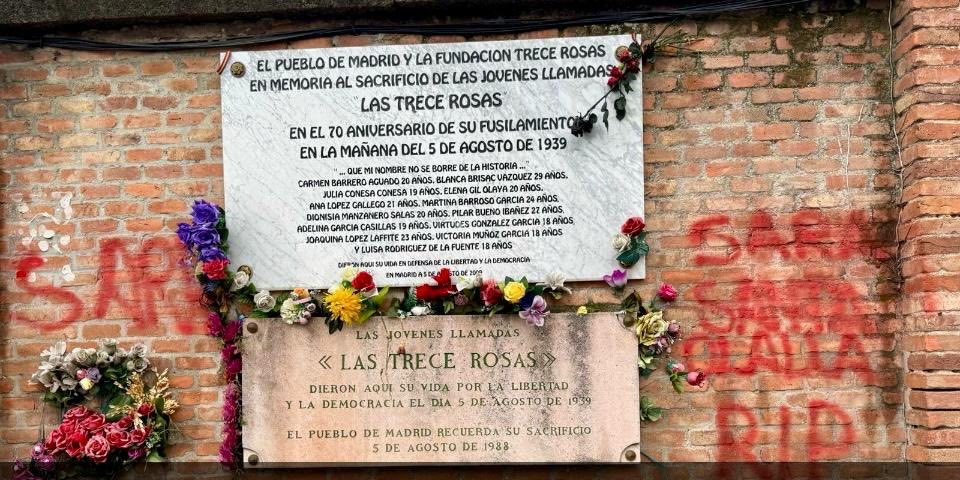 EL PUEBLO DE MADRID Y LA FUNDACION TRECE ROSAS
EN MEMORIA AL SACRIFICIO DE LAS JOVENES LLAMADAS
"LAS TRECE ROSAS"
EN EL 70 ANIVERSARIO DE SU FUSILAMIENTO
EN LA MAÑANA DEL 5 DE AGOSTO DE 1939
"... QUE MI NOMBRE NO SE BORRE DE LA HISTORIA ..."
CARMEN BARRERO AGUADO 20 AÑOS. BLANCA BRISAC VAZQUEZ 29 AÑOS.
JULIA CONESA CONESA 19 AÑOS. ELENA GIL OLAYA 20 AÑOS.
ANA LOPEZ GALLEGO 21 AÑOS. MARTINA BARROSO GARCIA 24 AÑOS.
DIONISIA MANZANERO SALAS 20 AÑOS. PILAR BUENO IBAÑEZ 27 AÑOS.
ADELINA GARCIA CASILLAS 19 AÑOS. VIRTUDES GONZALEZ GARCIA 18 AÑOS
JOAQUINA LOPEZ LAFFITE 23 AÑOS. VICTORIA MUÑOZ GARCIA 18 AÑOS
Y LUISA RODRIGUEZ DE LA FUENTE 18 AÑOS
DIERON AQUI SU VIDA EN DEFENSA DE LA LIBERTAD Y LA DEMOCRACIA
EN MADRID A 5 DE AGOSTO DE 2009
LAS JOVENES LLAMADAS
« LAS TRECE ROSAS »
DIERON AQUI SU VIDA POR LA LIBERTAD
Y LA DEMOCRACIA EL DIA 5 DE AGOSTO DE 1939
EL PUEBLO DE MADRID RECUERDA SU SACRIFICIO
5 DE AGOSTO DE 1988
RIP